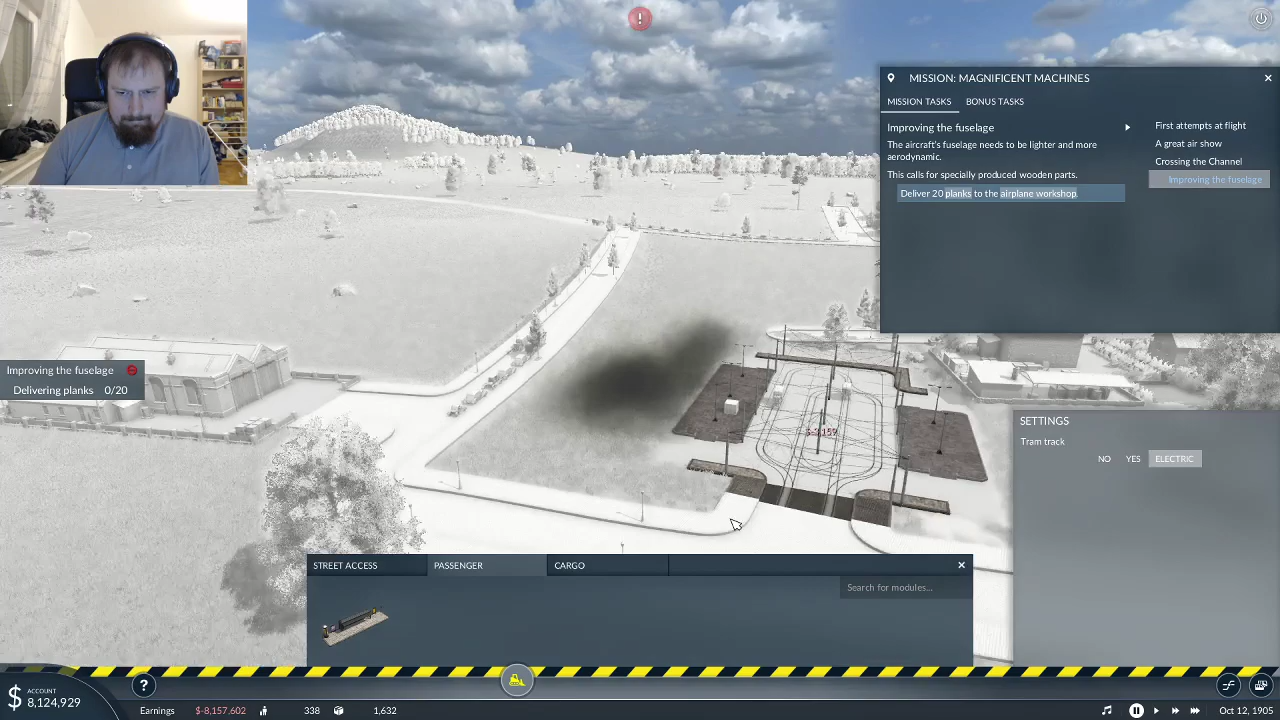 MISSION: MAGNIFICENT MACHINES
MISSION TASKS
BONUS TASKS
Improving the fuselage
The aircraft's fuselage needs to be lighter and more
aerodynamic.
This calls for specially produced wooden parts.
Deliver 20 planks to the airplane workshop.
First attempts at flight
A great air show
Crossing the Channel
Improving the fuselage
Improving the fuselage
Delivering planks 0/20
SETTINGS
Tram track
NO YES ELECTRIC
STREET ACCESS
PASSENGER
CARGO
Search for modules...
?
$ ACCOUNT
8,124,929
Earnings $-8,157,602
338
1,632
Oct 12, 1905